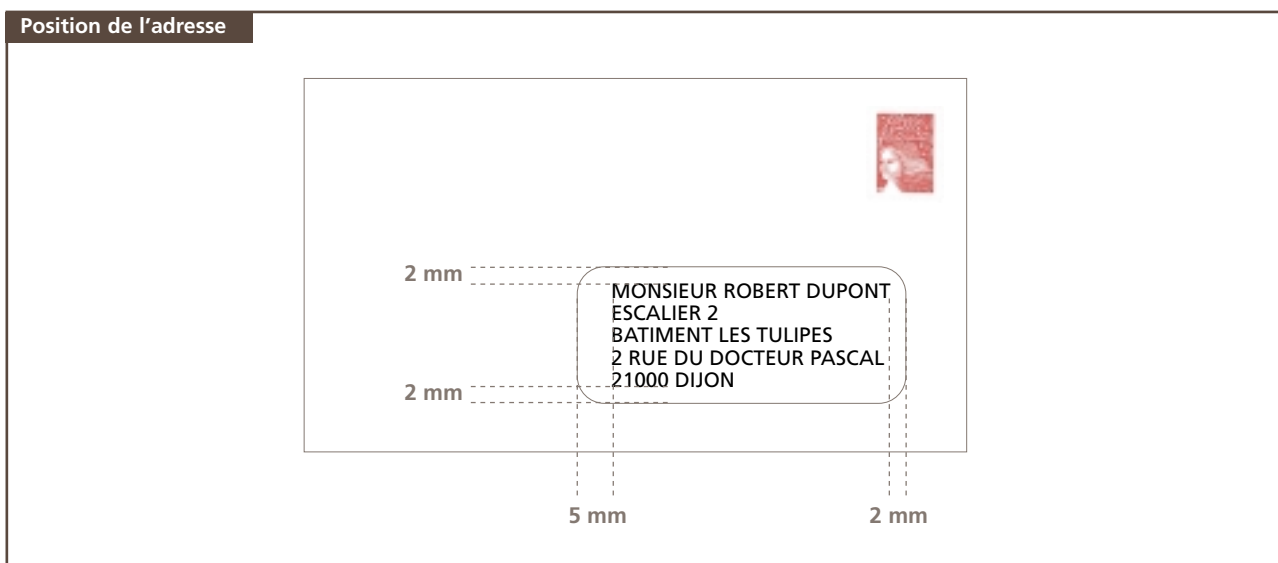 Position de l'adresse
2 mm
MONSIEUR ROBERT DUPONT
ESCALIER 2
BATIMENT LES TULIPES
2 RUE DU DOCTEUR PASCAL
21000 DIJON
2 mm
5 mm
2 mm